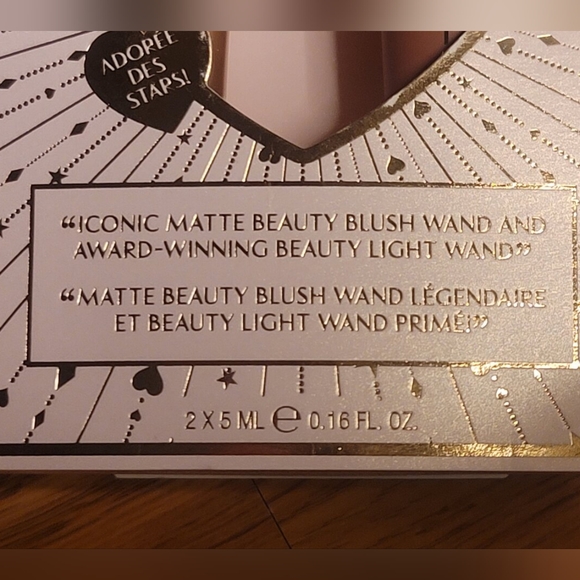 ADORÉE
DES
STARS!
“ICONIC MATTE BEAUTY BLUSH WAND AND
AWARD-WINNING BEAUTY LIGHT WAND”
“MATTE BEAUTY BLUSH WAND LÉGENDAIRE
ET BEAUTY LIGHT WAND PRIMÉ!”
2 X 5 ML ℮ 0.16 FL. OZ.